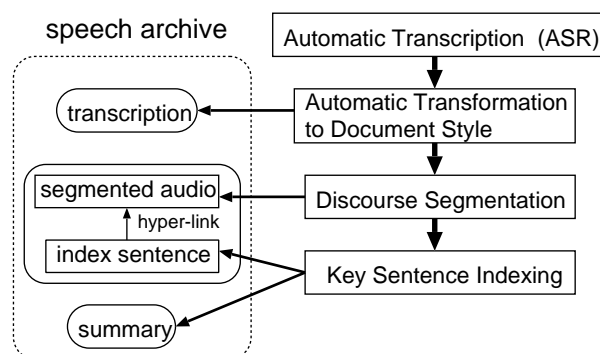 speech archive
Automatic Transcription (ASR)
transcription
Automatic Transformation
to Document Style
segmented audio
Discourse Segmentation
hyper-link
index sentence
Key Sentence Indexing
summary